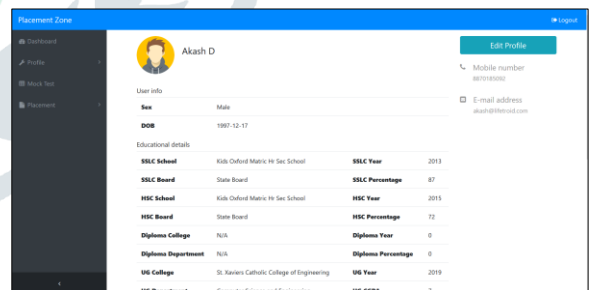 Placement Zone Logout
Dashboard
Profile
Mock Test
Placement
Akash D
Edit Profile
Mobile number
8870185692
E-mail address
akash@lifetruid.com
User info
Sex Male
DOB 1997-12-17
Educational details
SSLC School Kids Oxford Matric Hr Sec School SSLC Year 2013
SSLC Board State Board SSLC Percentage 87
HSC School Kids Oxford Matric Hr Sec School HSC Year 2015
HSC Board State Board HSC Percentage 72
Diploma College N/A Diploma Year 0
Diploma Department N/A Diploma Percentage 0
UG College St. Xaviers Catholic College of Engineering UG Year 2019